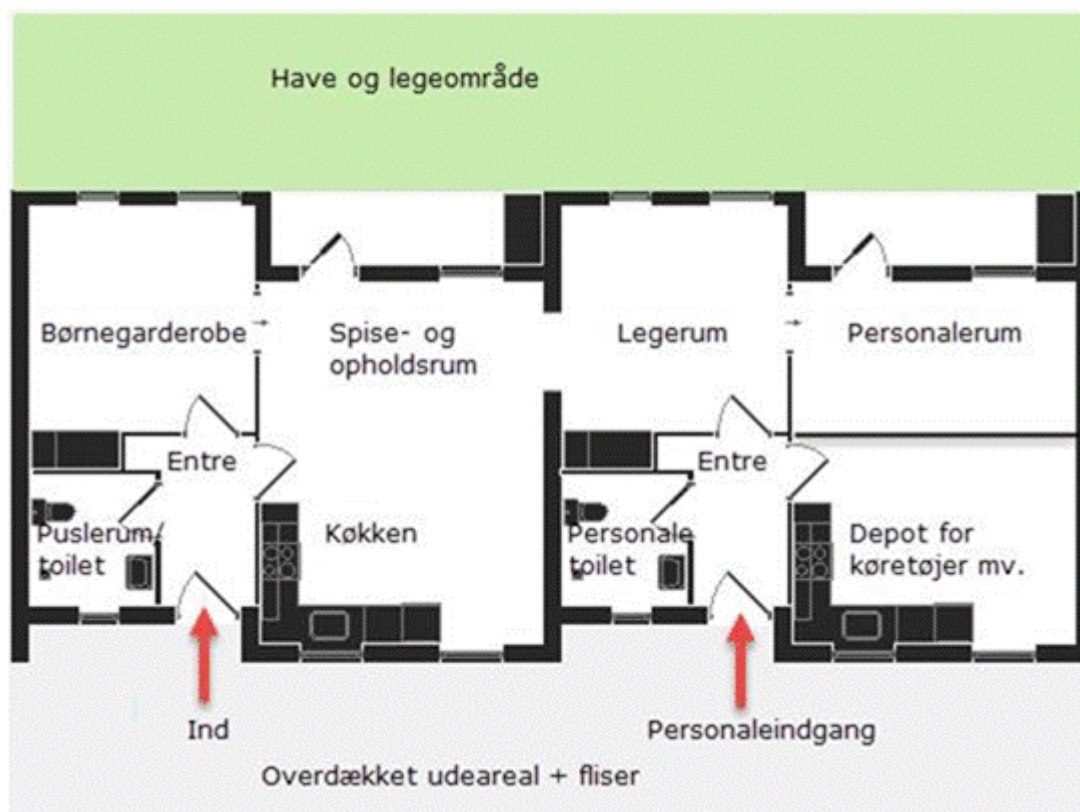 Have og legeområde
Børnegarderobe
Spise- og
opholdsrum
Legerum
Personalerum
Entre
Entre
Puslerum/
toilet
Køkken
Personale
toilet
Depot for
køretøjer mv.
Ind
Personaleindgang
Overdækket udeareal + fliser